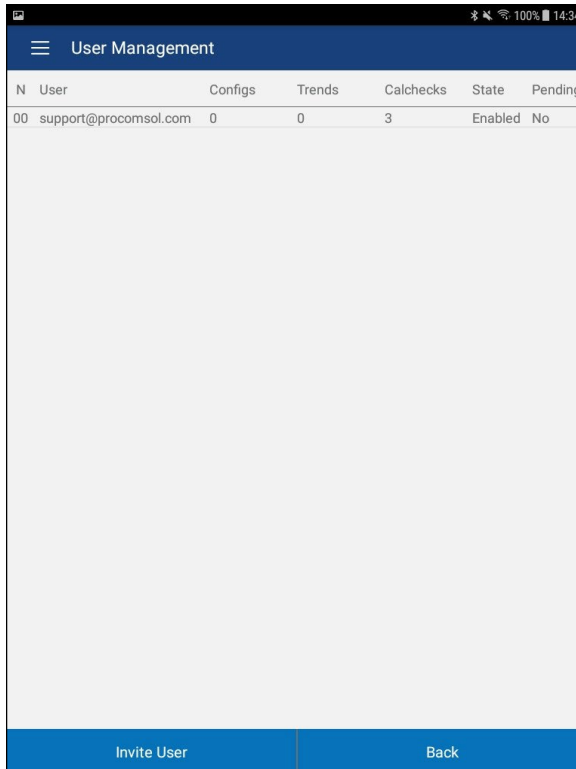 100% 14:34
User Management
N User Configs Trends Calchecks State Pending
00 support@procomsol.com 0 0 3 Enabled No
Invite User Back